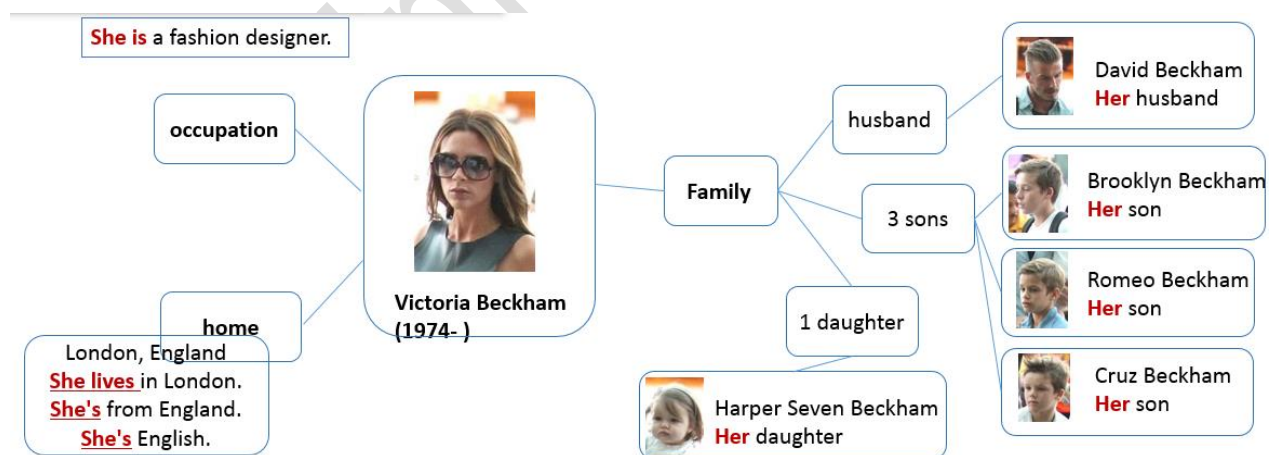 She is a fashion designer.
occupation
Victoria Beckham
(1974- )
home
London, England
She lives in London.
She's from England.
She's English.
Family
husband
David Beckham
Her husband
3 sons
Brooklyn Beckham
Her son
Romeo Beckham
Her son
Cruz Beckham
Her son
1 daughter
Harper Seven Beckham
Her daughter